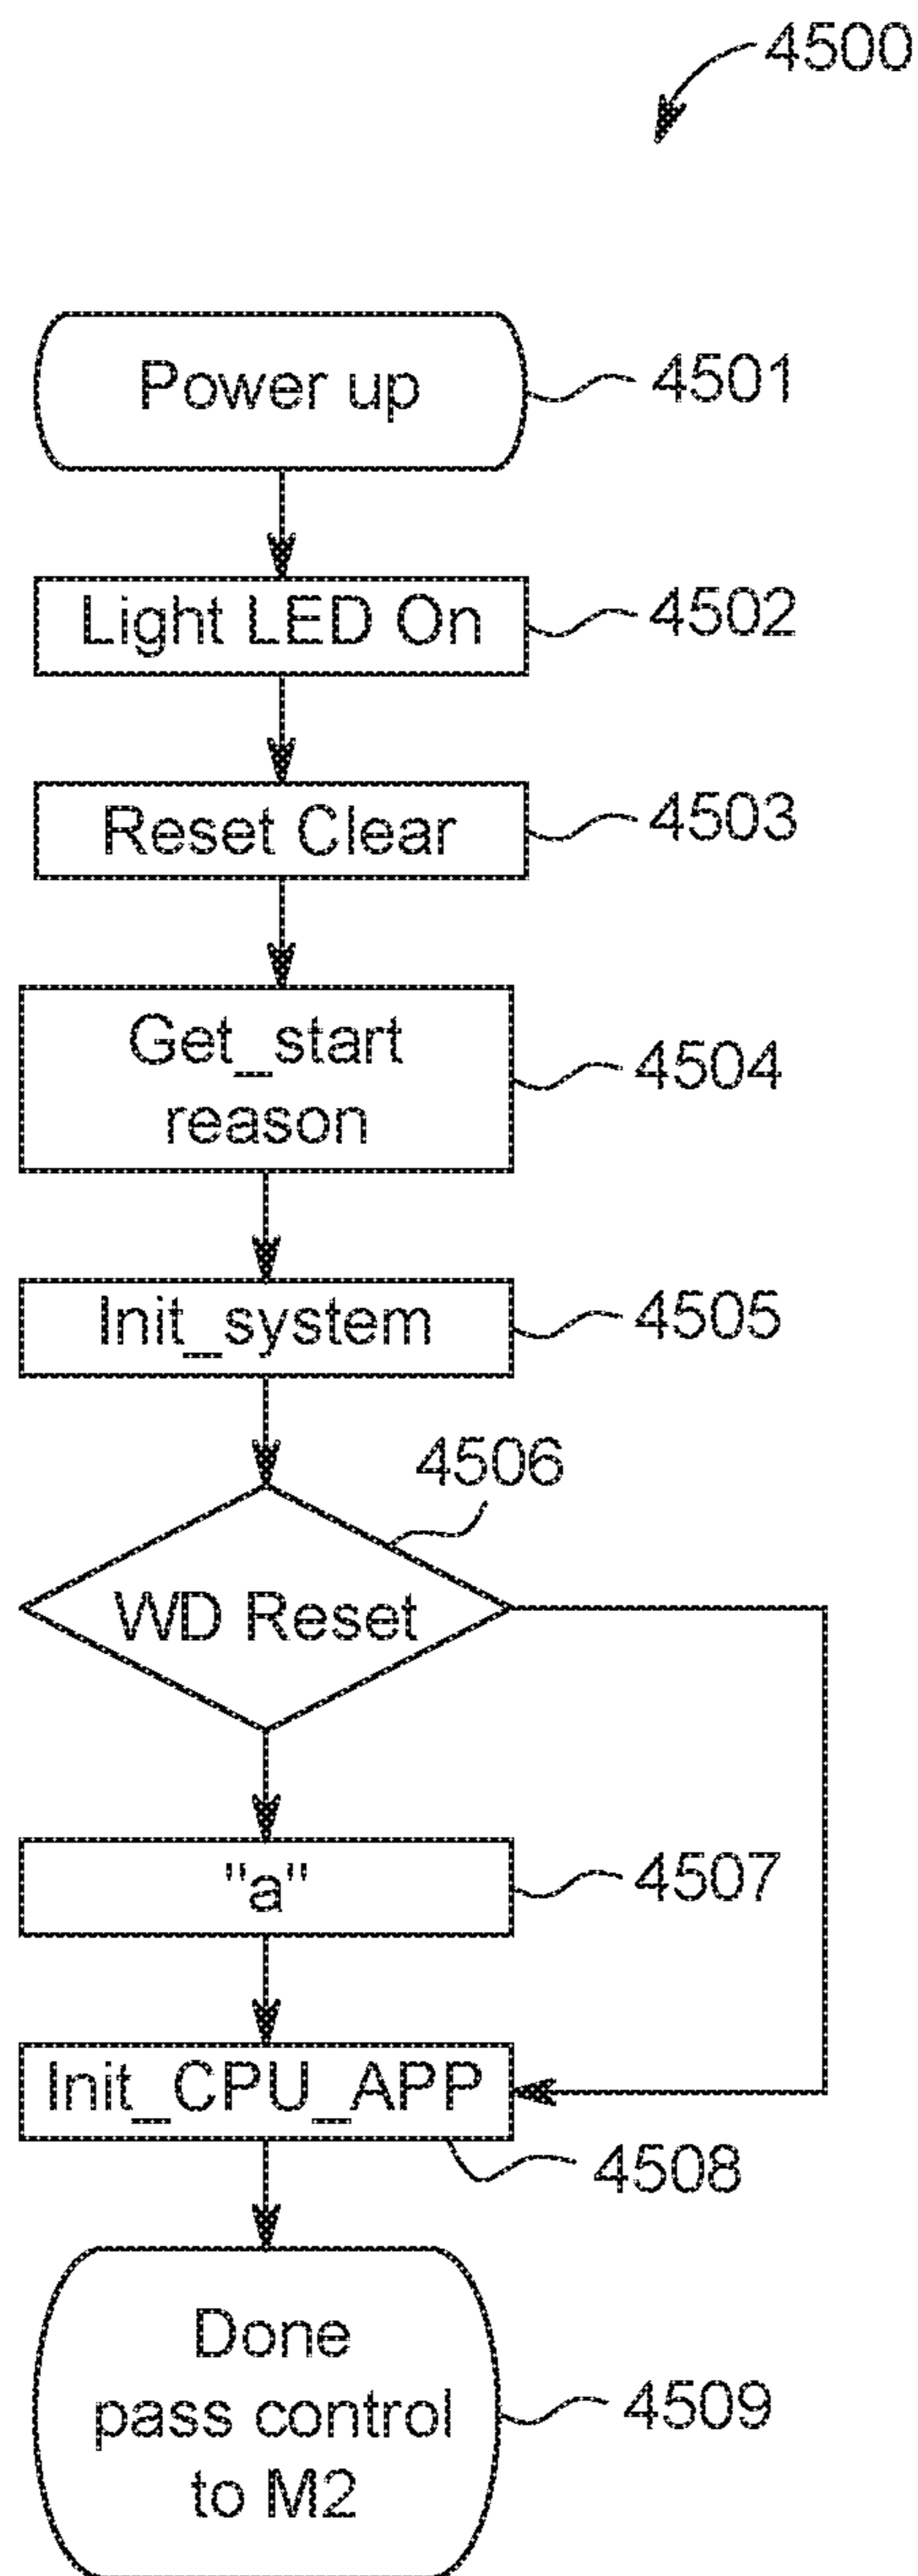 4500
Power up
4501
Light LED On
4502
Reset Clear
4503
Get_start
reason
4504
Init_system
4505
4506
WD Reset
"a"
4507
Init_CPU_APP
4508
Done
pass control
to M2
4509